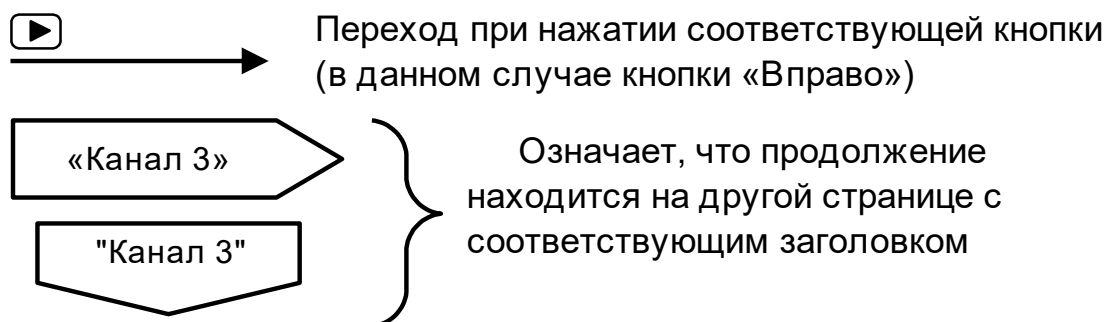 Переход при нажатии соответствующей кнопки
(в данном случае кнопки «Вправо»)
«Канал 3»
"Канал 3"
Означает, что продолжение
находится на другой странице с
соответствующим заголовком